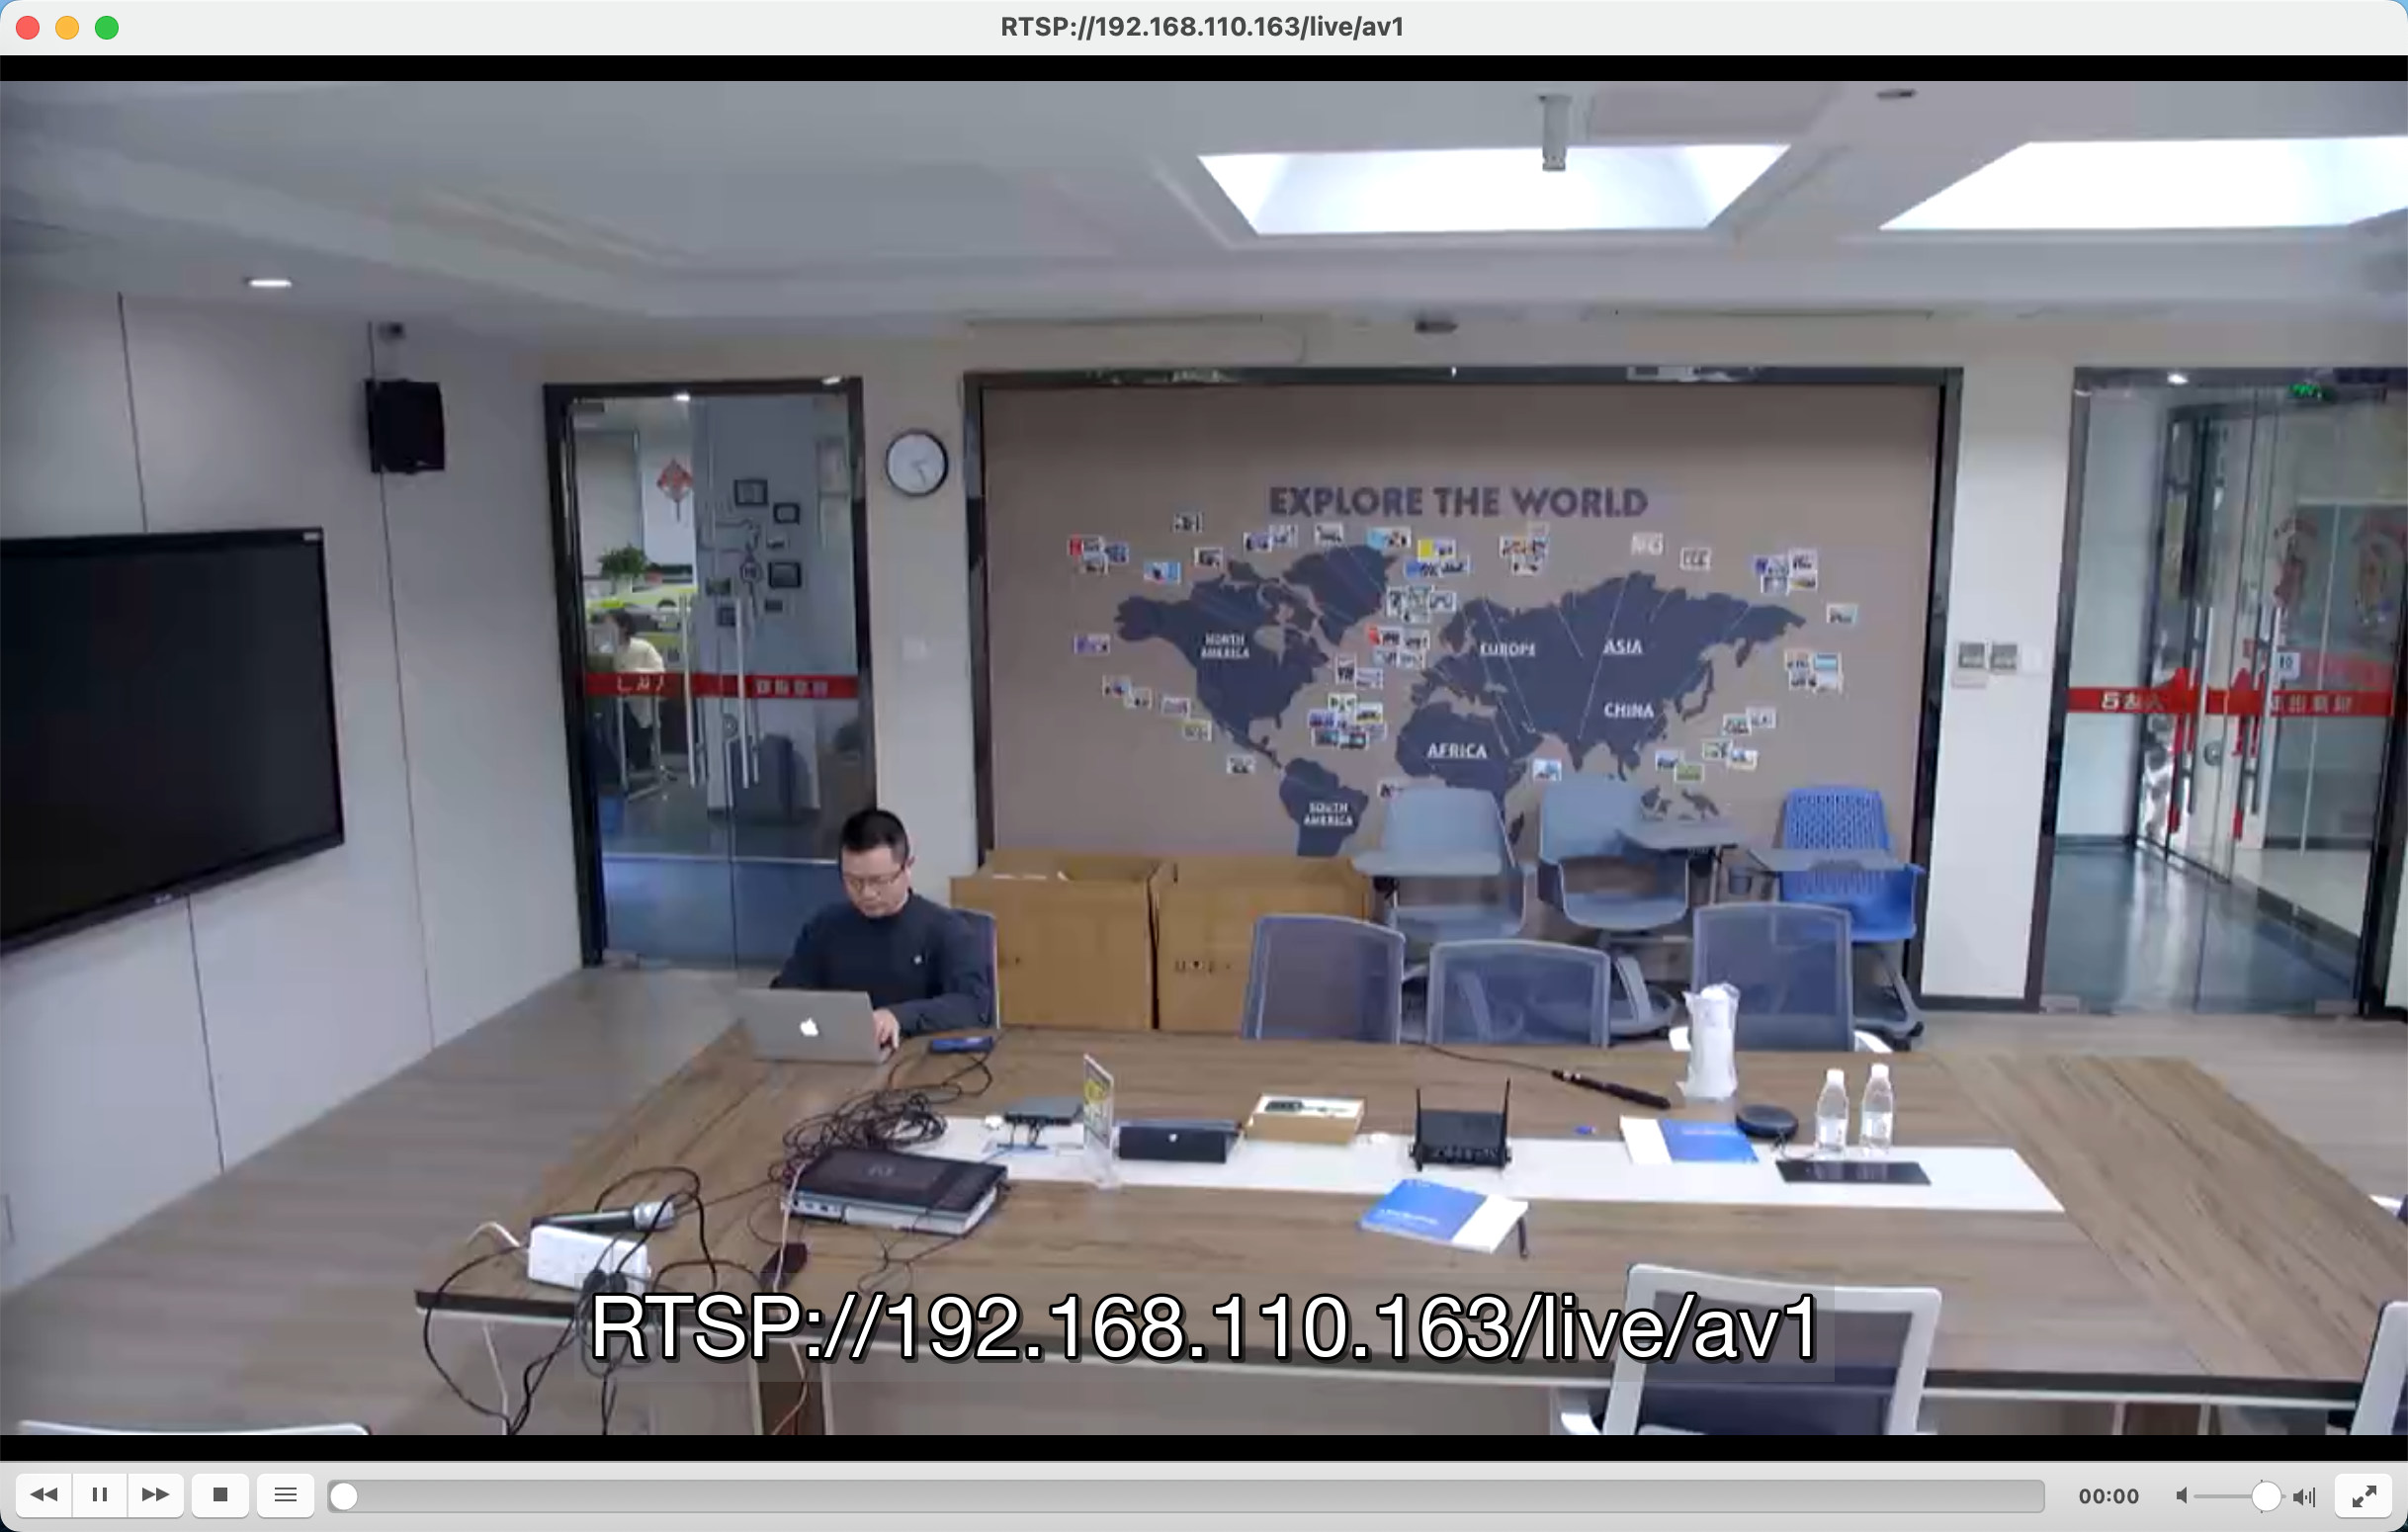 RTSP://192.168.110.163/live/av1
EXPLORE THE WORLD
NORTH
AMERICA
EUROPE
ASIA
CHINA
AFRICA
SOUTH
AMERICA
RTSP://192.168.110.163/live/av1
00:00